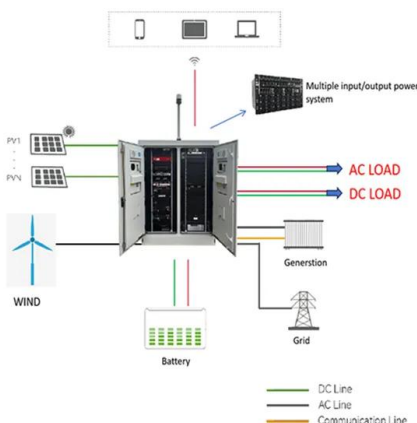 Multiple input/output power
system
PV1
PVN
AC LOAD
DC LOAD
WIND
Generstion
Grid
Battery
DC Line
AC Line
Communication Line